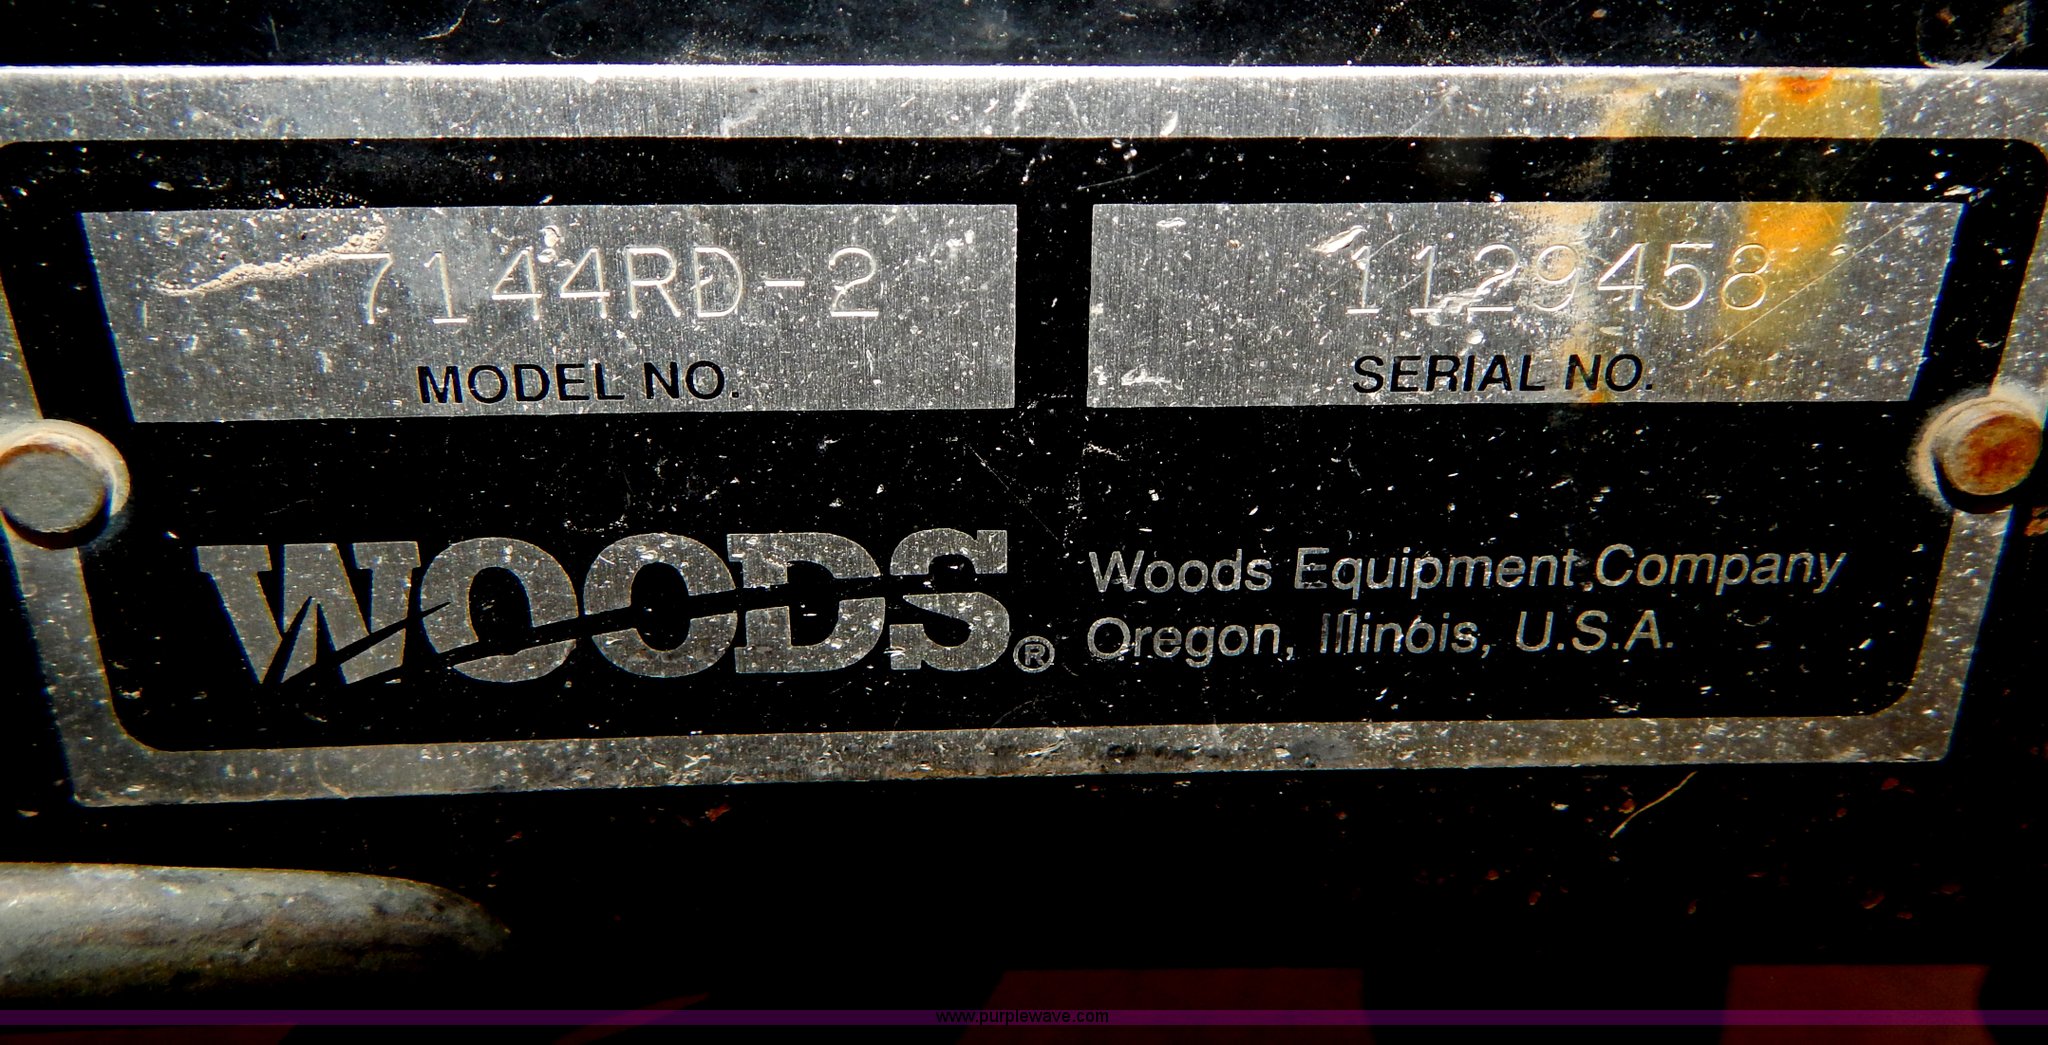 7144RD-2
MODEL NO.
1129458
SERIAL NO.
WOODS®
Woods Equipment Company
Oregon, Illinois, U.S.A.
www.purplewave.com